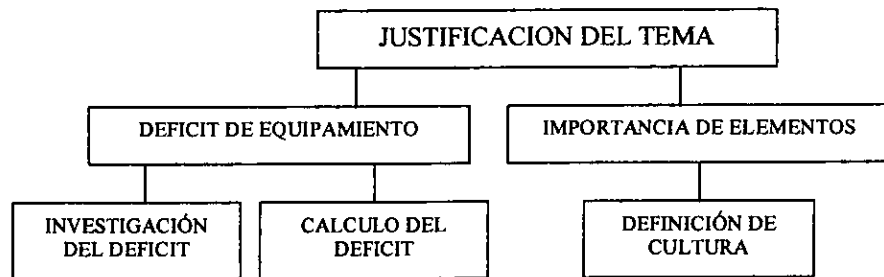 JUSTIFICACION DEL TEMA
DEFICIT DE EQUIPAMIENTO
IMPORTANCIA DE ELEMENTOS
INVESTIGACIÓN
DEL DEFICIT
CALCULO DEL
DEFICIT
DEFINICIÓN DE
CULTURA